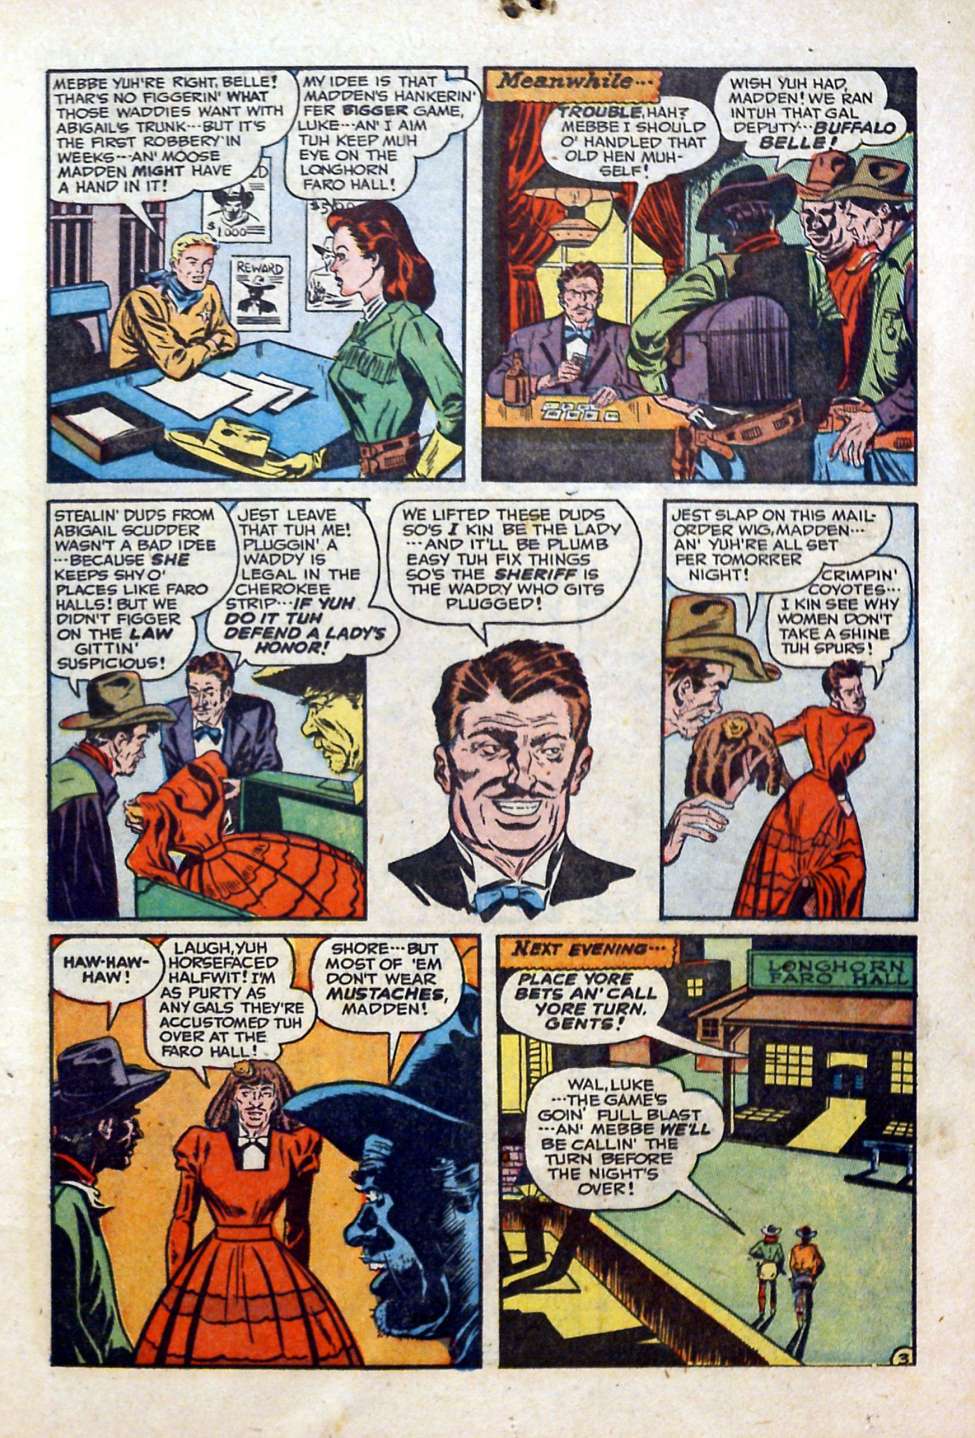 MEBBE YUH'RE RIGHT, BELLE!
THAR'S NO FIGGERIN' WHAT
THOSE WADDIES WANT WITH
ABIGAIL'S TRUNK---BUT IT'S
THE FIRST ROBBERY IN
WEEKS---AN' MOOSE
MADDEN MIGHT HAVE
A HAND IN IT!
MY IDEE IS THAT
MADDEN'S HANKERIN'
FER BIGGER GAME,
LUKE---AN' I AIM
TUH KEEP MUH
EYE ON THE
LONGHORN
FARO HALL!
$1000
REWARD
Meanwhile---
TROUBLE, HAH?
MEBBE I SHOULD
O' HANDLED THAT
OLD HEN MUH-
SELF!
WISH YUH HAD,
MADDEN! WE RAN
INTUH THAT GAL
DEPUTY---BUFFALO
BELLE!
STEALIN' DUDS FROM
ABIGAIL SCUDDER
WASN'T A BAD IDEE
---BECAUSE SHE
KEEPS SHY O'
PLACES LIKE FARO
HALLS! BUT WE
DIDN'T FIGGER
ON THE LAW
GITTIN'
SUSPICIOUS!
JEST LEAVE
THAT TUH ME!
PLUGGIN' A
WADDY IS
LEGAL IN THE
CHEROKEE
STRIP---IF YUH
DO IT TUH
DEFEND A LADY'S
HONOR!
WE LIFTED THESE DUDS
SO'S I KIN BE THE LADY
---AND IT'LL BE PLUMB
EASY TUH FIX THINGS
SO'S THE SHERIFF IS
THE WADDY WHO GITS
PLUGGED!
JEST SLAP ON THIS MAIL-
ORDER WIG, MADDEN---
AN' YUH'RE ALL SET
FER TOMORRER
NIGHT!
CRIMPIN'
COYOTES---
I KIN SEE WHY
WOMEN DON'T
TAKE A SHINE
TUH SPURS!
HAW-HAW-
HAW!
LAUGH, YUH
HORSEFACED
HALFWIT! I'M
AS PURTY AS
ANY GALS THEY'RE
ACCUSTOMED TUH
OVER AT THE
FARO HALL!
SHORE---BUT
MOST OF 'EM
DON'T WEAR
MUSTACHES,
MADDEN!
NEXT EVENING---
PLACE YORE
BETS AN' CALL
YORE TURN,
GENTS!
LONGHORN
FARO HALL
WAL, LUKE
---THE GAME'S
GOIN' FULL BLAST
---AN' MEBBE WE'LL
BE CALLIN' THE
TURN BEFORE
THE NIGHT'S
OVER!
3